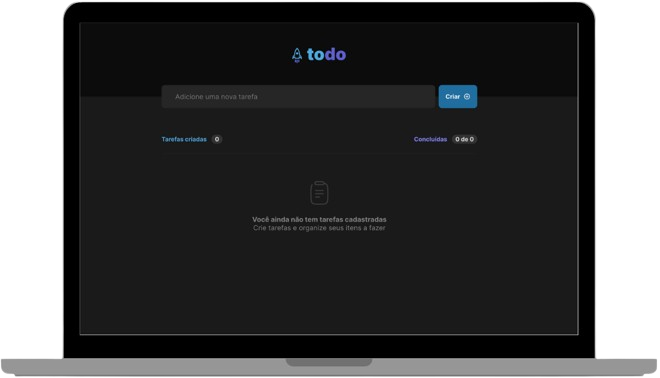 todo
Adicione uma nova tarefa
Criar
Tarefas criadas 0
Concluídas 0 de 0
Você ainda não tem tarefas cadastradas
Crie tarefas e organize seus itens a fazer